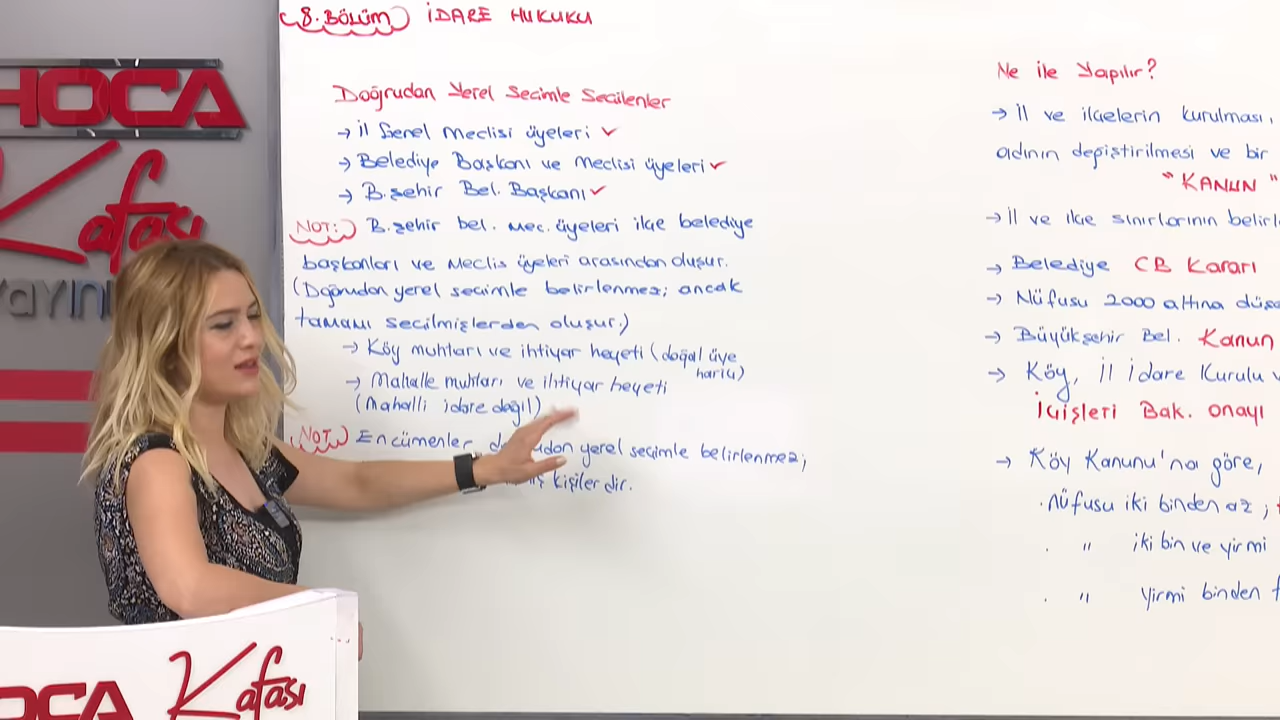 8. BÖLÜM İDARE HUKUKU
Doğrudan Yerel Seçimle Seçilenler
→ İl Genel Meclisi üyeleri ✓
→ Belediye Başkanı ve Meclisi üyeleri ✓
→ B.şehir Bel. Başkanı ✓
NOT: B.şehir bel. Mec. üyeleri ilçe belediye
başkanları ve Meclis üyeleri arasından oluşur.
(Doğrudan yerel seçimle belirlenmez; ancak
tamamı seçilmişlerden oluşur.)
→ Köy muhtarı ve ihtiyar heyeti (doğal üye
hariç)
→ Mahalle muhtarı ve ihtiyar heyeti
(Mahalli idare değil)
NOT: Encümenler yerel seçimle belirlenmez;
kişilerdir.
Ne ile Yapılır?
→ İl ve ilçelerin kurulması,
adının değiştirilmesi ve bir
"KANUN"
→ İl ve ilçe sınırlarının
→ Belediye CB Kararı
→ Nüfusu 2000 altına
→ Büyükşehir Bel. Kanun
→ Köy, İl İdare Kurulu
İçişleri Bak. onayı
→ Köy Kanunu'na göre,
. nüfusu iki binden az;
. " iki bin ve yirmi
. " yirmi binden
HOCA
Kafası
HOCA Kafası